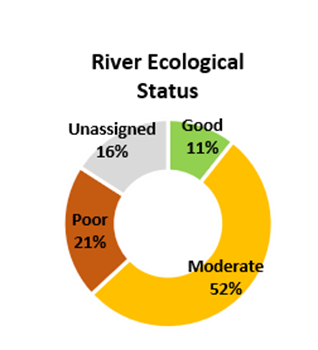 River Ecological
Status
Unassigned
16%
Good
11%
Poor
21%
Moderate
52%